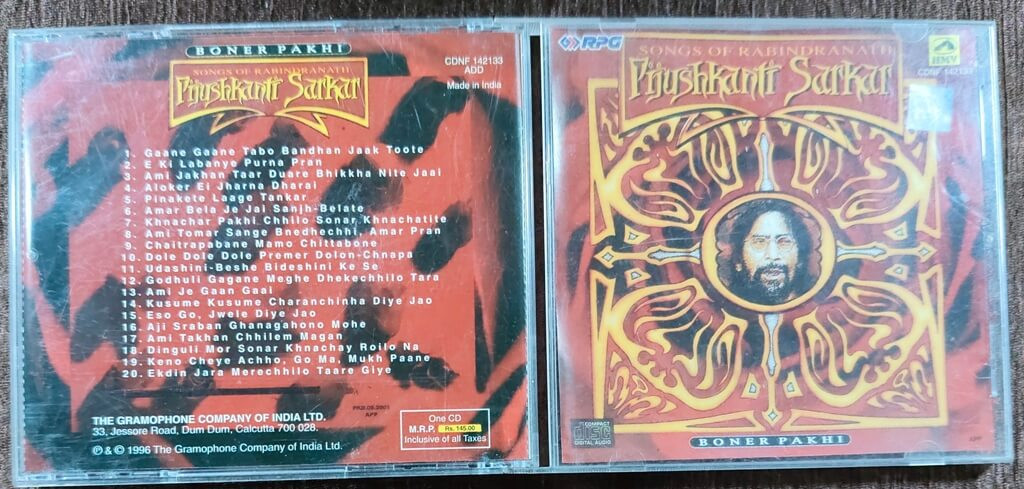 BONER PAKHI
SONGS OF RABINDRANATH
Pijushkanti Sarkar
CDNF 142133
ADD
Made in India
1. Gaane Gaane Tabo Bandhan Jaak Toote
2. E Ki Labanye Purna Pran
3. Ami Jakhan Taar Duare Bhikkha Nite Jaai
4. Aloker Ei Jharna Dharai
5. Pinakete Laage Tankar
6. Amar Bela Je Jai Sanjh-Belate
7. Khnachar Pakhi Chhilo Sonar Khnachatite
8. Ami Tomar Sange Bnedhechhi, Amar Pran
9. Chaitrapabane Mamo Chittabone
10. Dole Dole Dole Premer Dolon-Chnapa
11. Udashini-Beshe Bideshini Ke Se
12. Godhuli Gagane Meghe Dhekechhilo Tara
13. Ami Je Gaan Gaai
14. Kusume Kusume Charanchinha Diye Jao
15. Eso Go, Jwele Diye Jao
16. Aji Sraban Ghanagahono Mohe
17. Ami Takhan Chhilem Magan
18. Dinguli Mor Sonar Khnachay Roilo Na
19. Keno Cheye Achho, Go Ma, Mukh Paane
20. Ekdin Jara Merechhilo Taare Giye
THE GRAMOPHONE COMPANY OF INDIA LTD.
33, Jessore Road, Dum Dum, Calcutta 700 028.
℗ & © 1996 The Gramophone Company of India Ltd.
One CD
M.R.P. Rs. 145.00
Inclusive of all Taxes
RPG
HMV
CDNF 142133
SONGS OF RABINDRANATH
Pijushkanti Sarkar
COMPACT
disc
DIGITAL AUDIO
BONER PAKHI